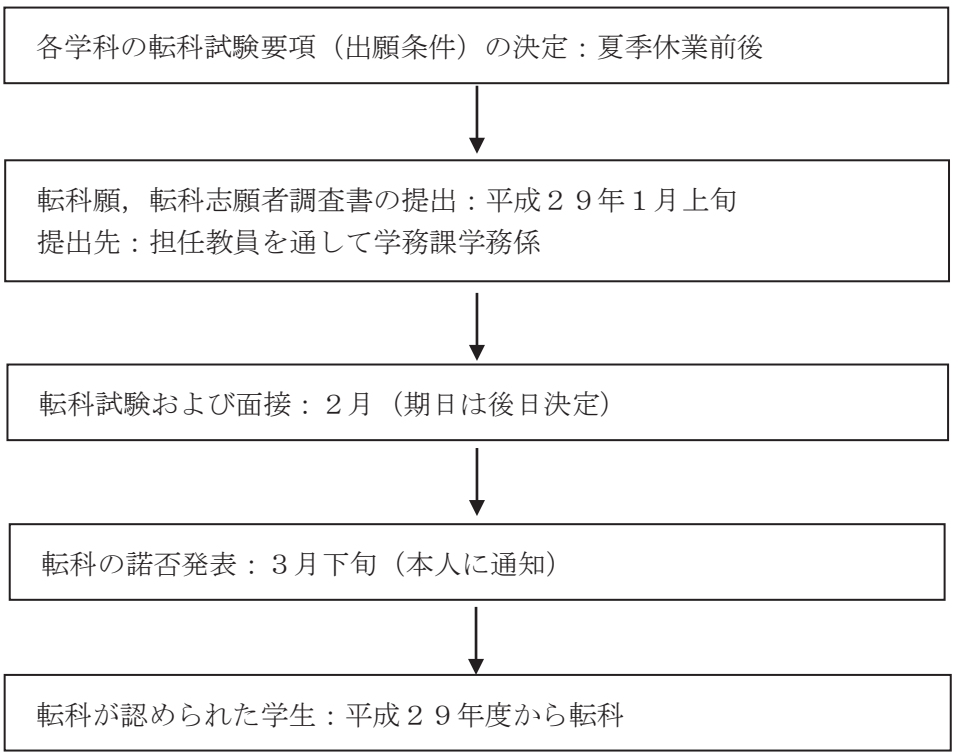 各学科の転科試験要項（出願条件）の決定：夏季休業前後
転科願，転科志願者調査書の提出：平成２９年１月上旬
提出先：担任教員を通して学務課学務係
転科試験および面接：２月（期日は後日決定）
転科の諾否発表：３月下旬（本人に通知）
転科が認められた学生：平成２９年度から転科